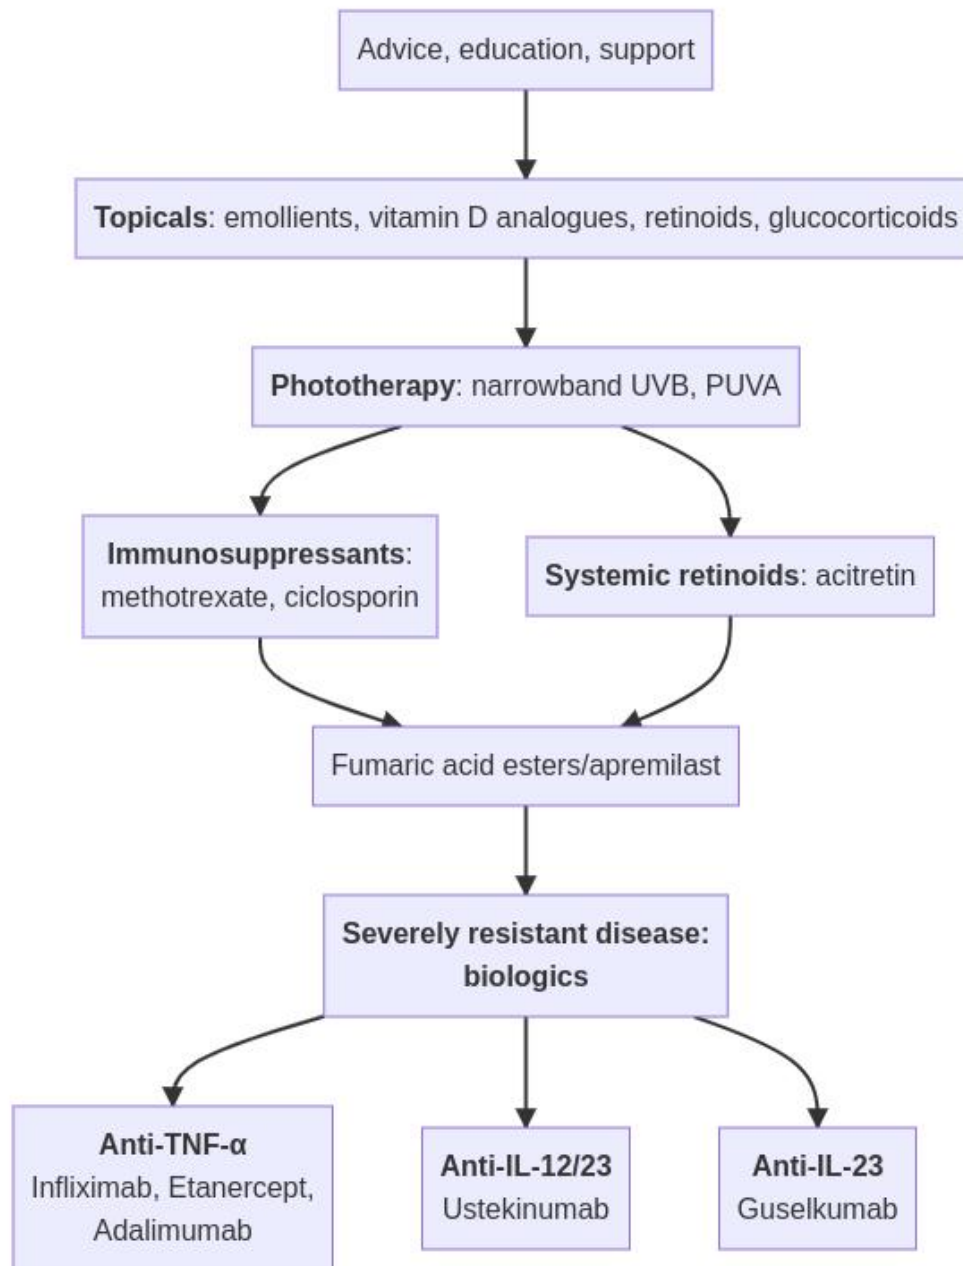 Advice, education, support
Topicals: emollients, vitamin D analogues, retinoids, glucocorticoids
Phototherapy: narrowband UVB, PUVA
Immunosuppressants:
methotrexate, ciclosporin
Systemic retinoids: acitretin
Fumaric acid esters/apremilast
Severely resistant disease:
biologics
Anti-TNF-α
Infliximab, Etanercept,
Adalimumab
Anti-IL-12/23
Ustekinumab
Anti-IL-23
Guselkumab